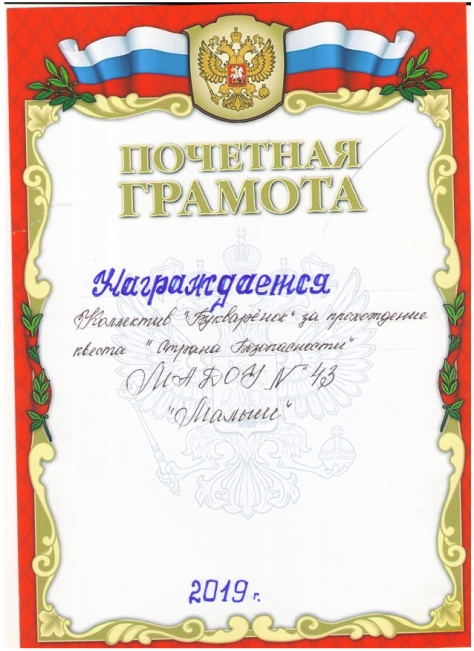 ПОЧЕТНАЯ
ГРАМОТА
Награждается
Коллектив "Букварёнок" за прохождение
квеста "Страна Безопасности"
МАДОУ № 43
"Малыш"
2019 г.